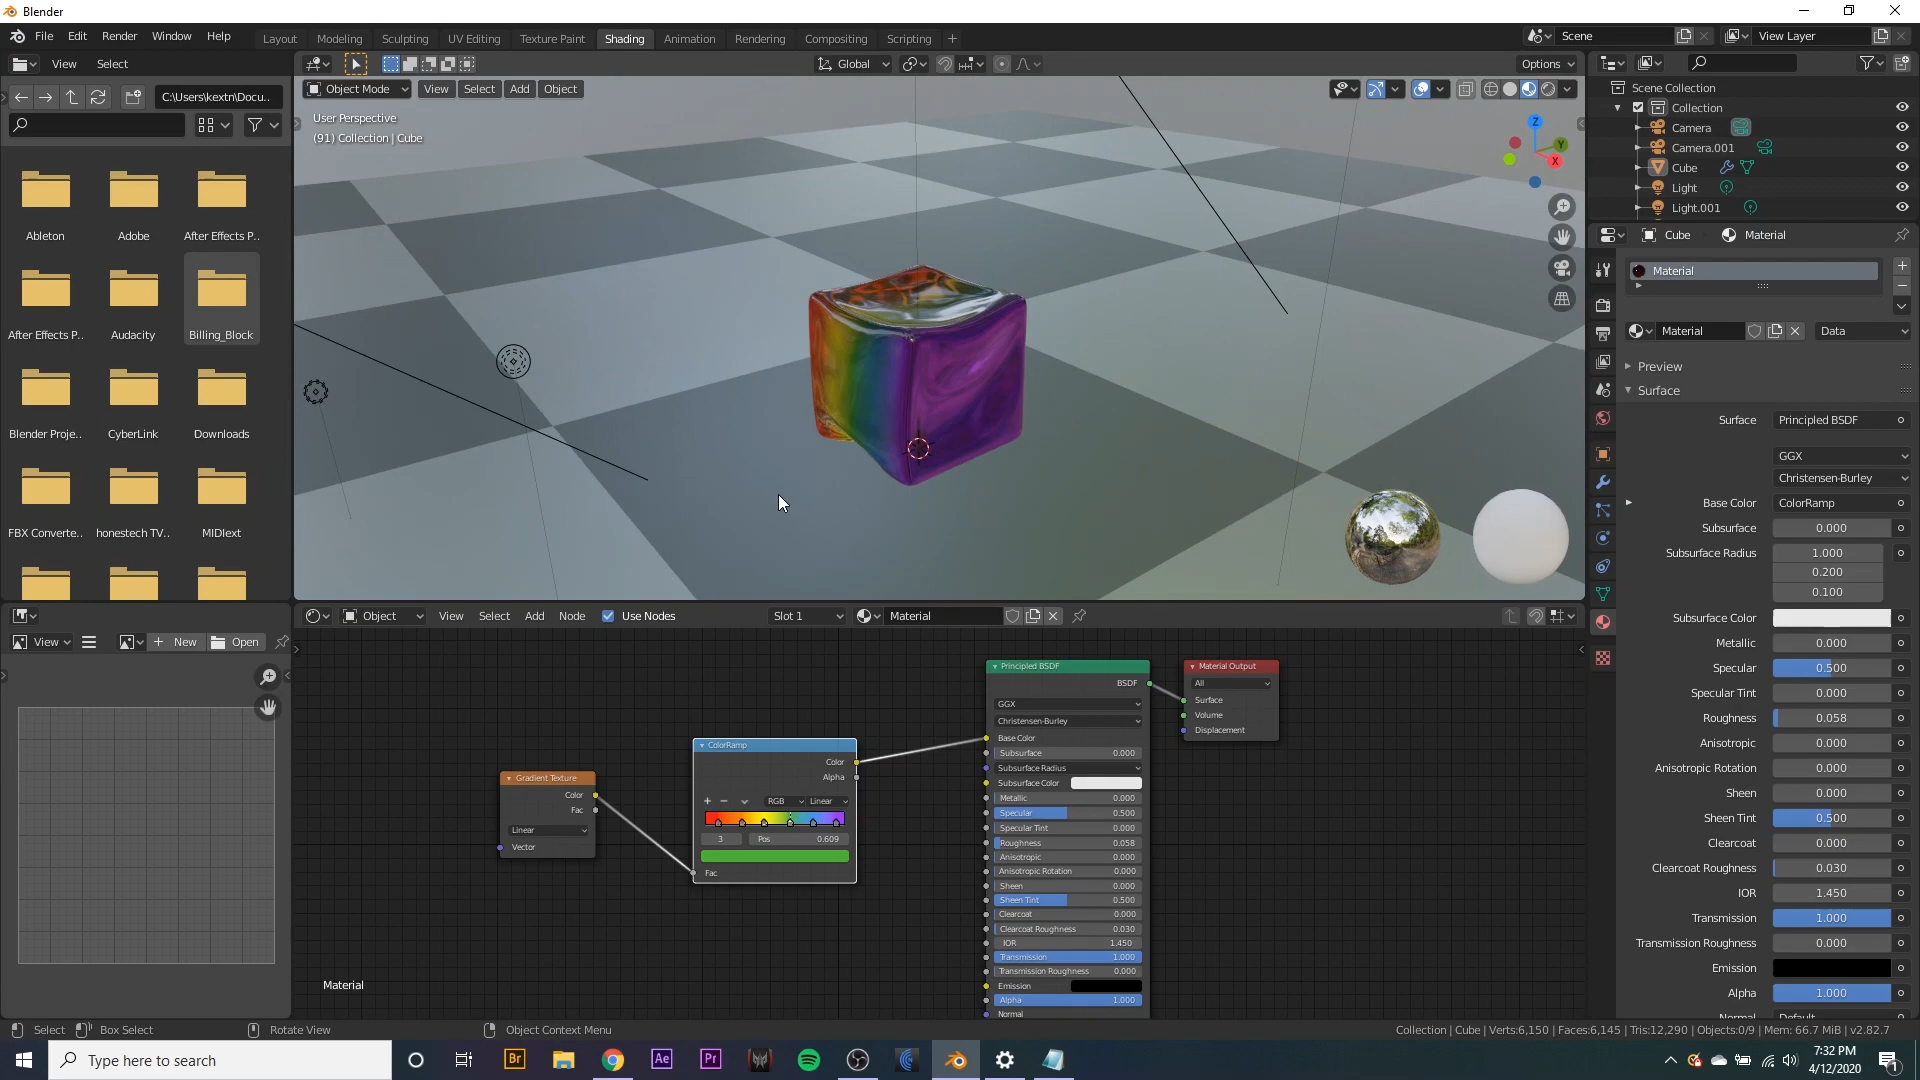 Blender
File Edit Render Window Help
Layout Modeling Sculpting UV Editing Texture Paint Shading Animation Rendering Compositing Scripting +
Scene
View Layer
View Select
Global
Options
C:\Users\kextn\Docu..
Object Mode View Select Add Object
User Perspective
(91) Collection | Cube
Z
Y
X
Ableton
Adobe
After Effects P..
After Effects P..
Audacity
Billing_Block
Blender Proje..
CyberLink
Downloads
FBX Converte..
honestech TV..
MIDIext
Scene Collection
Collection
Camera
Camera.001
Cube
Light
Light.001
Cube Material
Material
Material Data
Preview
Surface
Surface Principled BSDF
GGX
Christensen-Burley
Base Color ColorRamp
Subsurface 0.000
Subsurface Radius 1.000
0.200
0.100
Subsurface Color
Metallic 0.000
Specular 0.500
Specular Tint 0.000
Roughness 0.058
Anisotropic 0.000
Anisotropic Rotation 0.000
Sheen 0.000
Sheen Tint 0.500
Clearcoat 0.000
Clearcoat Roughness 0.030
IOR 1.450
Transmission 1.000
Transmission Roughness 0.000
Emission
Alpha 1.000
Normal Default
View New Open
Object View Select Add Node Use Nodes Slot 1 Material
Gradient Texture
Color
Fac
Linear
Vector
ColorRamp
Color
Alpha
+ − RGB Linear
3 Pos 0.609
Fac
Principled BSDF
BSDF
GGX
Christensen-Burley
Base Color
Subsurface 0.000
Subsurface Radius
Subsurface Color
Metallic 0.000
Specular 0.500
Specular Tint 0.000
Roughness 0.058
Anisotropic 0.000
Anisotropic Rotation 0.000
Sheen 0.000
Sheen Tint 0.500
Clearcoat 0.000
Clearcoat Roughness 0.030
IOR 1.450
Transmission 1.000
Transmission Roughness 0.000
Emission
Alpha 1.000
Normal
Material Output
All
Surface
Volume
Displacement
Material
Select Box Select Rotate View Object Context Menu
Collection | Cube | Verts:6,150 | Faces:6,145 | Tris:12,290 | Objects:0/9 | Mem: 66.7 MiB | v2.82.7
Type here to search
Br
Ae
Pr
7:32 PM
4/12/2020
1